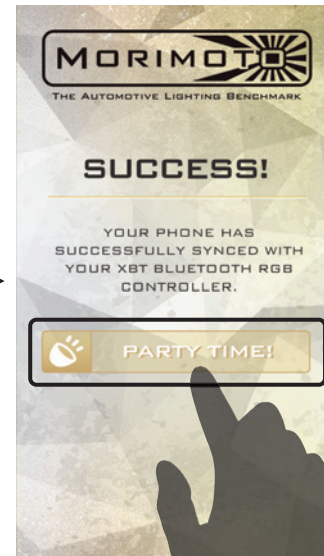 MORIMOTO
THE AUTOMOTIVE LIGHTING BENCHMARK
SUCCESS!
YOUR PHONE HAS
SUCCESSFULLY SYNCED WITH
YOUR XBT BLUETOOTH RGB
CONTROLLER.
PARTY TIME!